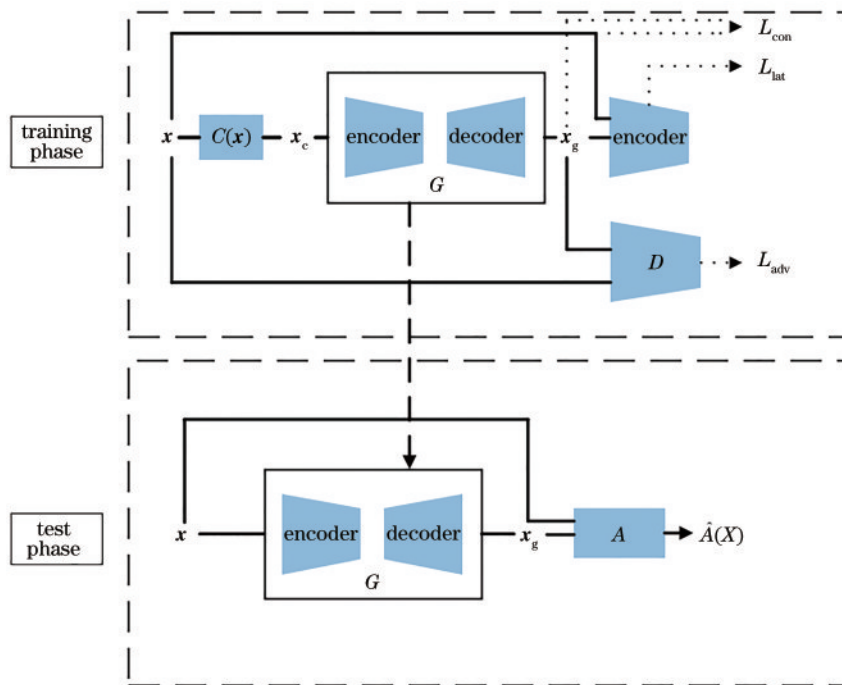 L_con
L_lat
training
phase
x C(x) x_c encoder decoder x_g encoder
G
D L_adv
test
phase
x encoder decoder x_g A Â(X)
G